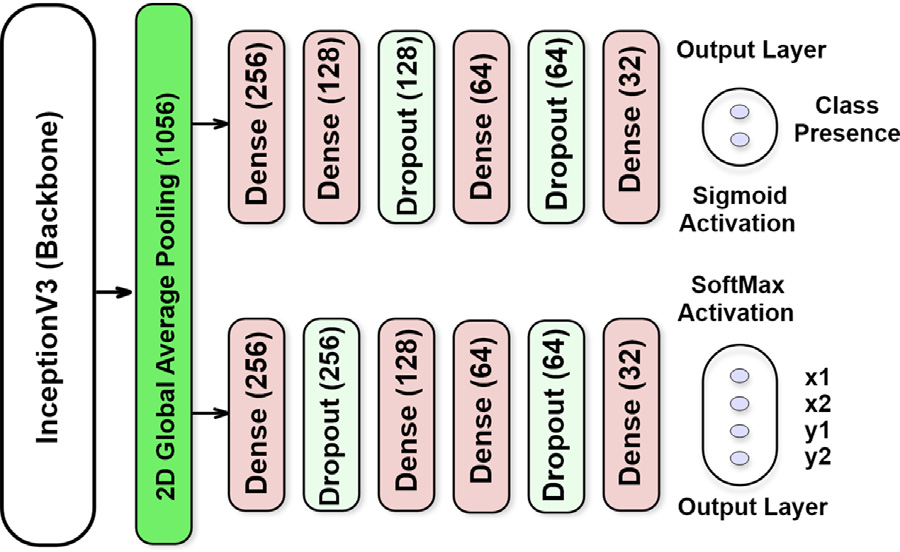 InceptionV3 (Backbone)
2D Global Average Pooling (1056)
Dense (256)
Dense (128)
Dropout (128)
Dense (64)
Dropout (64)
Dense (32)
Output Layer
Class
Presence
Sigmoid
Activation
Dense (256)
Dropout (256)
Dense (128)
Dense (64)
Dropout (64)
Dense (32)
SoftMax
Activation
x1
x2
y1
y2
Output Layer